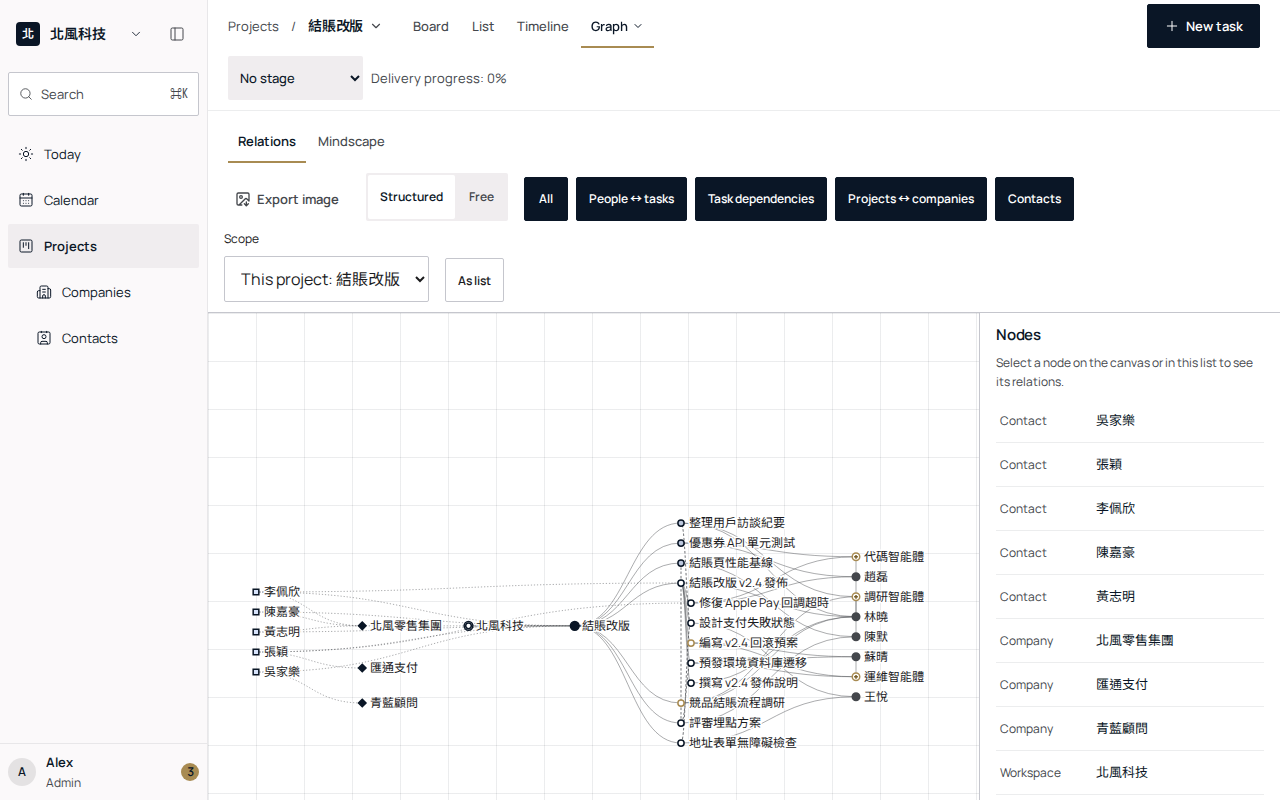 北 北風科技
Search ⌘K
Today
Calendar
Projects
Companies
Contacts
A Alex
Admin
3
Projects / 結賬改版
Board
List
Timeline
Graph
New task
No stage
Delivery progress: 0%
Relations
Mindscape
Export image
Structured
Free
All
People ↔ tasks
Task dependencies
Projects ↔ companies
Contacts
Scope
This project: 結賬改版
As list
李佩欣
陳嘉豪
黃志明
張穎
吳家樂
北風零售集團
匯通支付
青藍顧問
北風科技
結賬改版
整理用戶訪談紀要
優惠券 API 單元測試
結賬頁性能基線
結賬改版 v2.4 發佈
修復 Apple Pay 回調超時
設計支付失敗狀態
編寫 v2.4 回滾預案
預發環境資料庫遷移
撰寫 v2.4 發佈說明
競品結賬流程調研
評審埋點方案
地址表單無障礙檢查
代碼智能體
趙磊
調研智能體
林曉
陳默
蘇晴
運維智能體
王悅
Nodes
Select a node on the canvas or in this list to see
its relations.
Contact 吳家樂
Contact 張穎
Contact 李佩欣
Contact 陳嘉豪
Contact 黃志明
Company 北風零售集團
Company 匯通支付
Company 青藍顧問
Workspace 北風科技